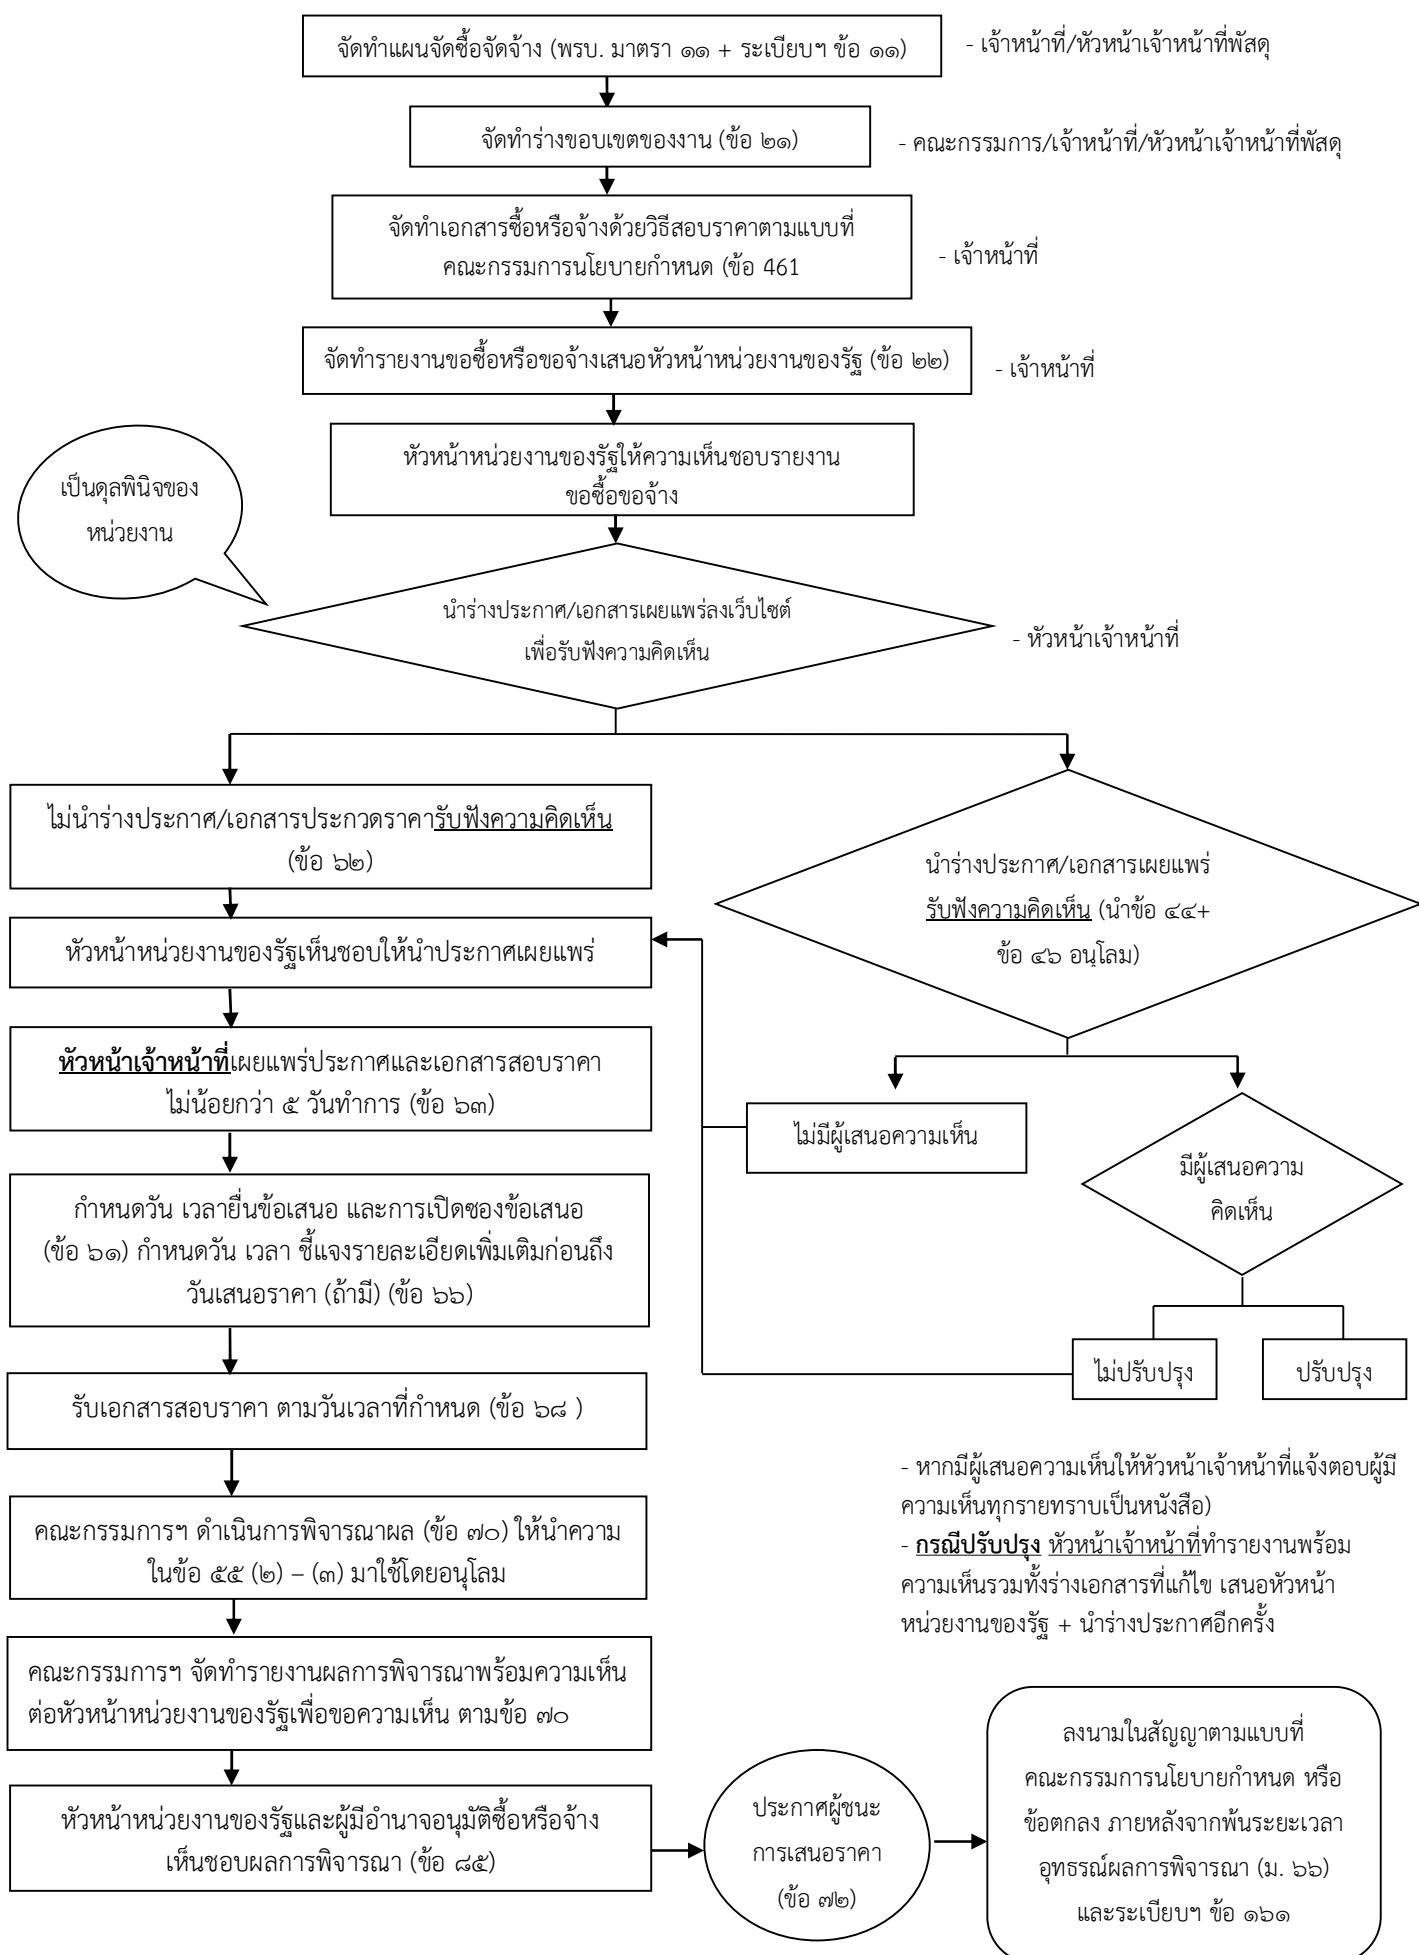 จัดทำแผนจัดซื้อจัดจ้าง (พรบ. มาตรา ๑๑ + ระเบียบฯ ข้อ ๑๑)
- เจ้าหน้าที่/หัวหน้าเจ้าหน้าที่พัสดุ
จัดทำร่างขอบเขตของงาน (ข้อ ๒๑)
- คณะกรรมการ/เจ้าหน้าที่/หัวหน้าเจ้าหน้าที่พัสดุ
จัดทำเอกสารซื้อหรือจ้างด้วยวิธีสอบราคาตามแบบที่
คณะกรรมการนโยบายกำหนด (ข้อ 461
- เจ้าหน้าที่
จัดทำรายงานขอซื้อหรือขอจ้างเสนอหัวหน้าหน่วยงานของรัฐ (ข้อ ๒๒)
- เจ้าหน้าที่
หัวหน้าหน่วยงานของรัฐให้ความเห็นชอบรายงาน
ขอซื้อขอจ้าง
เป็นดุลพินิจของ
หน่วยงาน
นำร่างประกาศ/เอกสารเผยแพร่ลงเว็บไซต์
เพื่อรับฟังความคิดเห็น
- หัวหน้าเจ้าหน้าที่
ไม่นำร่างประกาศ/เอกสารประกวดราคารับฟังความคิดเห็น
(ข้อ ๖๒)
หัวหน้าหน่วยงานของรัฐเห็นชอบให้นำประกาศเผยแพร่
หัวหน้าเจ้าหน้าที่เผยแพร่ประกาศและเอกสารสอบราคา
ไม่น้อยกว่า ๕ วันทำการ (ข้อ ๖๓)
กำหนดวัน เวลายื่นข้อเสนอ และการเปิดซองข้อเสนอ
(ข้อ ๖๑) กำหนดวัน เวลา ชี้แจงรายละเอียดเพิ่มเติมก่อนถึง
วันเสนอราคา (ถ้ามี) (ข้อ ๖๖)
รับเอกสารสอบราคา ตามวันเวลาที่กำหนด (ข้อ ๖๘ )
คณะกรรมการฯ ดำเนินการพิจารณาผล (ข้อ ๗๐) ให้นำความ
ในข้อ ๕๕ (๒) – (๓) มาใช้โดยอนุโลม
คณะกรรมการฯ จัดทำรายงานผลการพิจารณาพร้อมความเห็น
ต่อหัวหน้าหน่วยงานของรัฐเพื่อขอความเห็น ตามข้อ ๗๐
หัวหน้าหน่วยงานของรัฐและผู้มีอำนาจอนุมัติซื้อหรือจ้าง
เห็นชอบผลการพิจารณา (ข้อ ๘๕)
นำร่างประกาศ/เอกสารเผยแพร่
รับฟังความคิดเห็น (นำข้อ ๔๔+
ข้อ ๔๖ อนุโลม)
ไม่มีผู้เสนอความเห็น
มีผู้เสนอความ
คิดเห็น
ไม่ปรับปรุง
ปรับปรุง
- หากมีผู้เสนอความเห็นให้หัวหน้าเจ้าหน้าที่แจ้งตอบผู้มี
ความเห็นทุกรายทราบเป็นหนังสือ)
- กรณีปรับปรุง หัวหน้าเจ้าหน้าที่ทำรายงานพร้อม
ความเห็นรวมทั้งร่างเอกสารที่แก้ไข เสนอหัวหน้า
หน่วยงานของรัฐ + นำร่างประกาศอีกครั้ง
ประกาศผู้ชนะ
การเสนอราคา
(ข้อ ๗๒)
ลงนามในสัญญาตามแบบที่
คณะกรรมการนโยบายกำหนด หรือ
ข้อตกลง ภายหลังจากพ้นระยะเวลา
อุทธรณ์ผลการพิจารณา (ม. ๖๖)
และระเบียบฯ ข้อ ๑๖๑